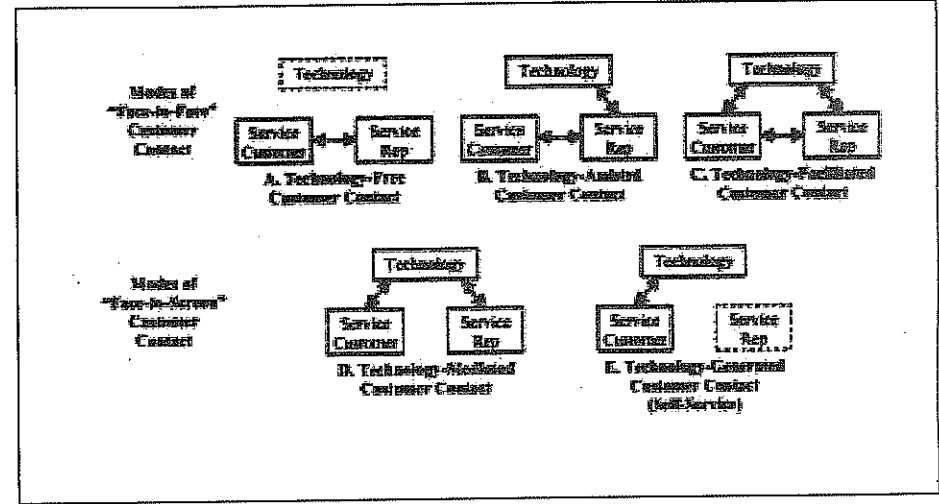 Technology
Technology
Technology
Modes of
"Face-to-Face"
Customer
Contact
Service
Customer
Service
Rep
Service
Customer
Service
Rep
Service
Customer
Service
Rep
A. Technology-Free
Customer Contact
B. Technology-Assisted
Customer Contact
C. Technology-Facilitated
Customer Contact
Modes of
"Face-to-Screen"
Customer
Contact
Technology
Technology
Service
Customer
Service
Rep
Service
Customer
Service
Rep
D. Technology-Mediated
Customer Contact
E. Technology-Generated
Customer Contact
(Self-Service)